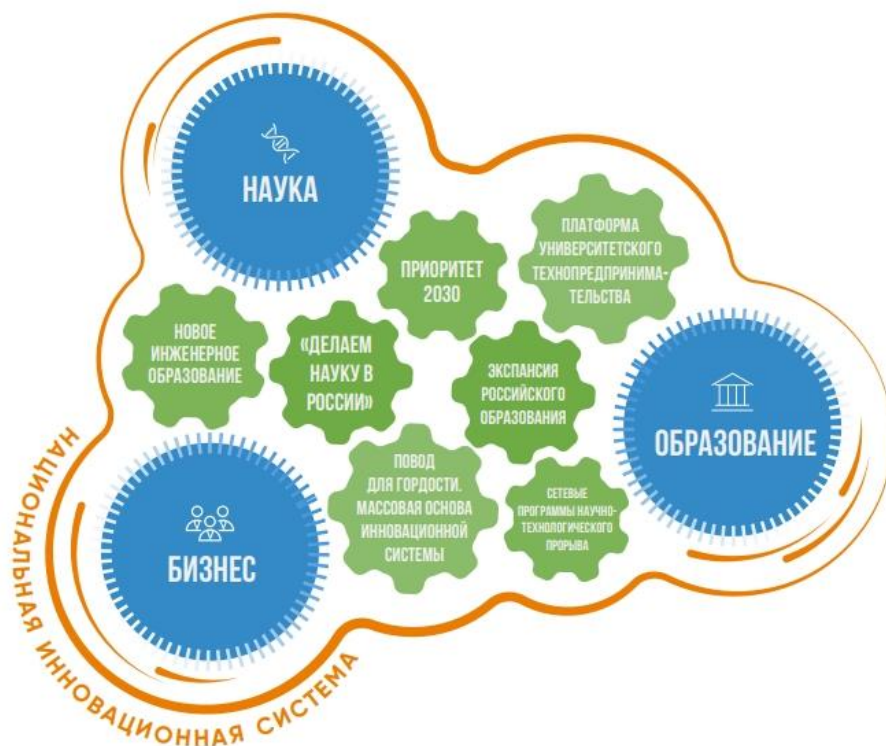 НАУКА
ПРИОРИТЕТ
2030
ПЛАТФОРМА
УНИВЕРСИТЕТСКОГО
ТЕХНОПРЕДПРИНИМА-
ТЕЛЬСТВА
НОВОЕ
ИНЖЕНЕРНОЕ
ОБРАЗОВАНИЕ
«ДЕЛАЕМ
НАУКУ В
РОССИИ»
ЭКСПАНСИЯ
РОССИЙСКОГО
ОБРАЗОВАНИЯ
ОБРАЗОВАНИЕ
ПОВОД
ДЛЯ ГОРДОСТИ.
МАССОВАЯ ОСНОВА
ИННОВАЦИОННОЙ
СИСТЕМЫ
СЕТЕВЫЕ
ПРОГРАММЫ НАУЧНО-
ТЕХНОЛОГИЧЕСКОГО
ПРОРЫВА
БИЗНЕС
НАЦИОНАЛЬНАЯ ИННОВАЦИОННАЯ СИСТЕМА